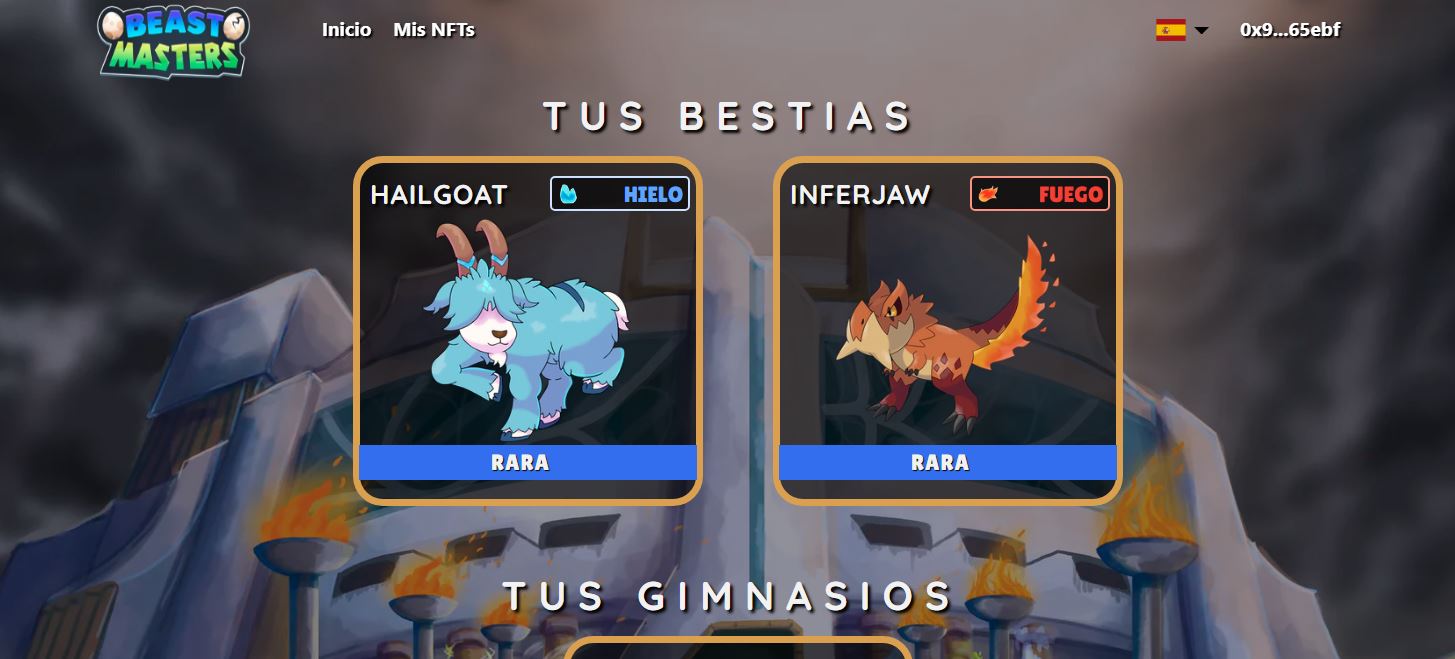 BEAST
MASTERS
Inicio Mis NFTs
0x9...65ebf
TUS BESTIAS
HAILGOAT HIELO
INFERJAW FUEGO
RARA
RARA
TUS GIMNASIOS